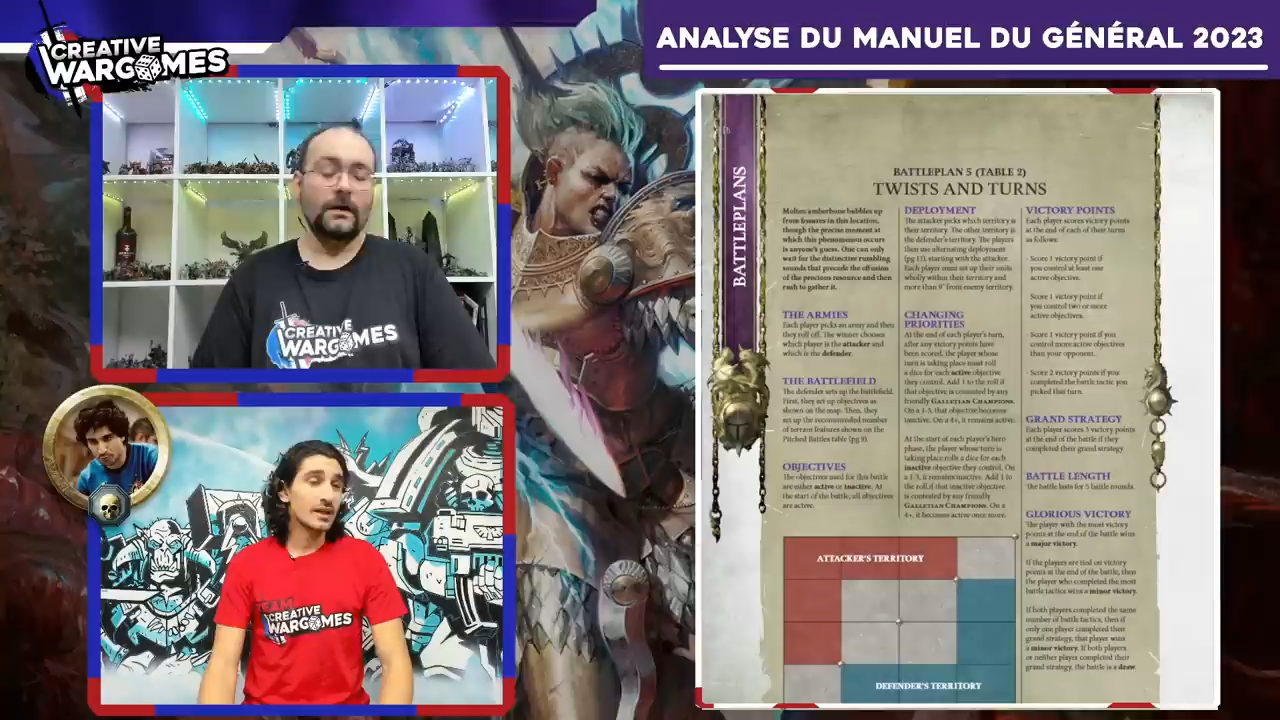 CREATIVE
WARGAMES
ANALYSE DU MANUEL DU GÉNÉRAL 2023
CREATIVE
WARGAMES
TEAM
CREATIVE
WARGAMES
BATTLEPLANS
BATTLEPLAN 5 (TABLE 2)
TWISTS AND TURNS
Molten amberbone bubbles up
from fissures in this location,
though the precise moment at
which this phenomenon occurs
is anyone's guess. One can only
wait for the distinctive rumbling
sounds that precede the effusion
of the precious resource and then
rush to gather it.
THE ARMIES
Each player picks an army and then
they roll off. The winner chooses
which player is the attacker and
which is the defender.
THE BATTLEFIELD
The defender sets up the battlefield.
First, they set up objectives as
shown on the map. Then, they
set up the recommended number
of terrain features shown on the
Pitched Battles table (pg 9).
OBJECTIVES
The objectives used for this battle
are either active or inactive. At
the start of the battle, all objectives
are active.
DEPLOYMENT
The attacker picks which territory is
their territory. The other territory is
the defender's territory. The players
then use alternating deployment
(pg 11), starting with the attacker.
Each player must set up their units
wholly within their territory and
more than 9" from enemy territory.
CHANGING
PRIORITIES
At the end of each player's turn,
after any victory points have
been scored, the player whose
turn is taking place must roll
a dice for each active objective
they control. Add 1 to the roll if
that objective is contested by any
friendly GALLETIAN CHAMPIONS.
On a 1-3, that objective becomes
inactive. On a 4+, it remains active.
At the start of each player's hero
phase, the player whose turn is
taking place rolls a dice for each
inactive objective they control. On
a 1-3, it remains inactive. Add 1 to
the roll if that inactive objective
is contested by any friendly
GALLETIAN CHAMPIONS. On a
4+, it becomes active once more.
VICTORY POINTS
Each player scores victory points
at the end of each of their turns
as follows:
- Score 1 victory point if
you control at least one
active objective.
- Score 1 victory point if
you control two or more
active objectives.
- Score 1 victory point if you
control more active objectives
than your opponent.
- Score 2 victory points if you
completed the battle tactic you
picked that turn.
GRAND STRATEGY
Each player scores 3 victory points
at the end of the battle if they
completed their grand strategy.
BATTLE LENGTH
The battle lasts for 5 battle rounds.
GLORIOUS VICTORY
The player with the most victory
points at the end of the battle wins
a major victory.
If the players are tied on victory
points at the end of the battle, then
the player who completed the most
battle tactics wins a minor victory.
If both players completed the same
number of battle tactics, then if
only one player completed their
grand strategy, that player wins
a minor victory. If both players
or neither player completed their
grand strategy, the battle is a draw.
ATTACKER'S TERRITORY
DEFENDER'S TERRITORY